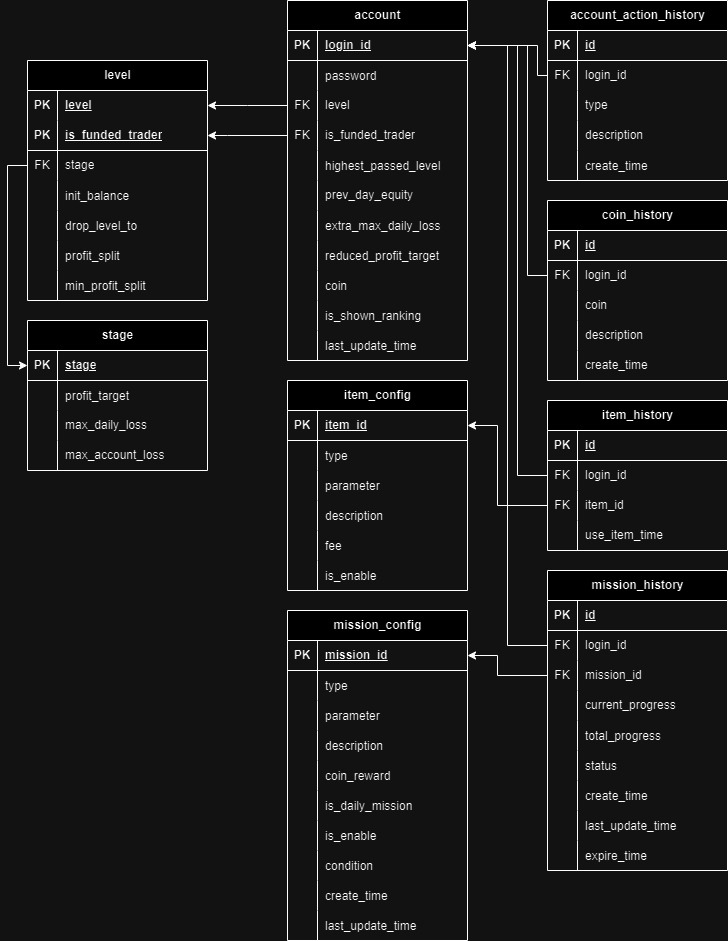 level
PK level
PK is_funded_trader
FK stage
init_balance
drop_level_to
profit_split
min_profit_split
stage
PK stage
profit_target
max_daily_loss
max_account_loss
account
PK login_id
password
FK level
FK is_funded_trader
highest_passed_level
prev_day_equity
extra_max_daily_loss
reduced_profit_target
coin
is_shown_ranking
last_update_time
item_config
PK item_id
type
parameter
description
fee
is_enable
mission_config
PK mission_id
type
parameter
description
coin_reward
is_daily_mission
is_enable
condition
create_time
last_update_time
account_action_history
PK id
FK login_id
type
description
create_time
coin_history
PK id
FK login_id
coin
description
create_time
item_history
PK id
FK login_id
FK item_id
use_item_time
mission_history
PK id
FK login_id
FK mission_id
current_progress
total_progress
status
create_time
last_update_time
expire_time